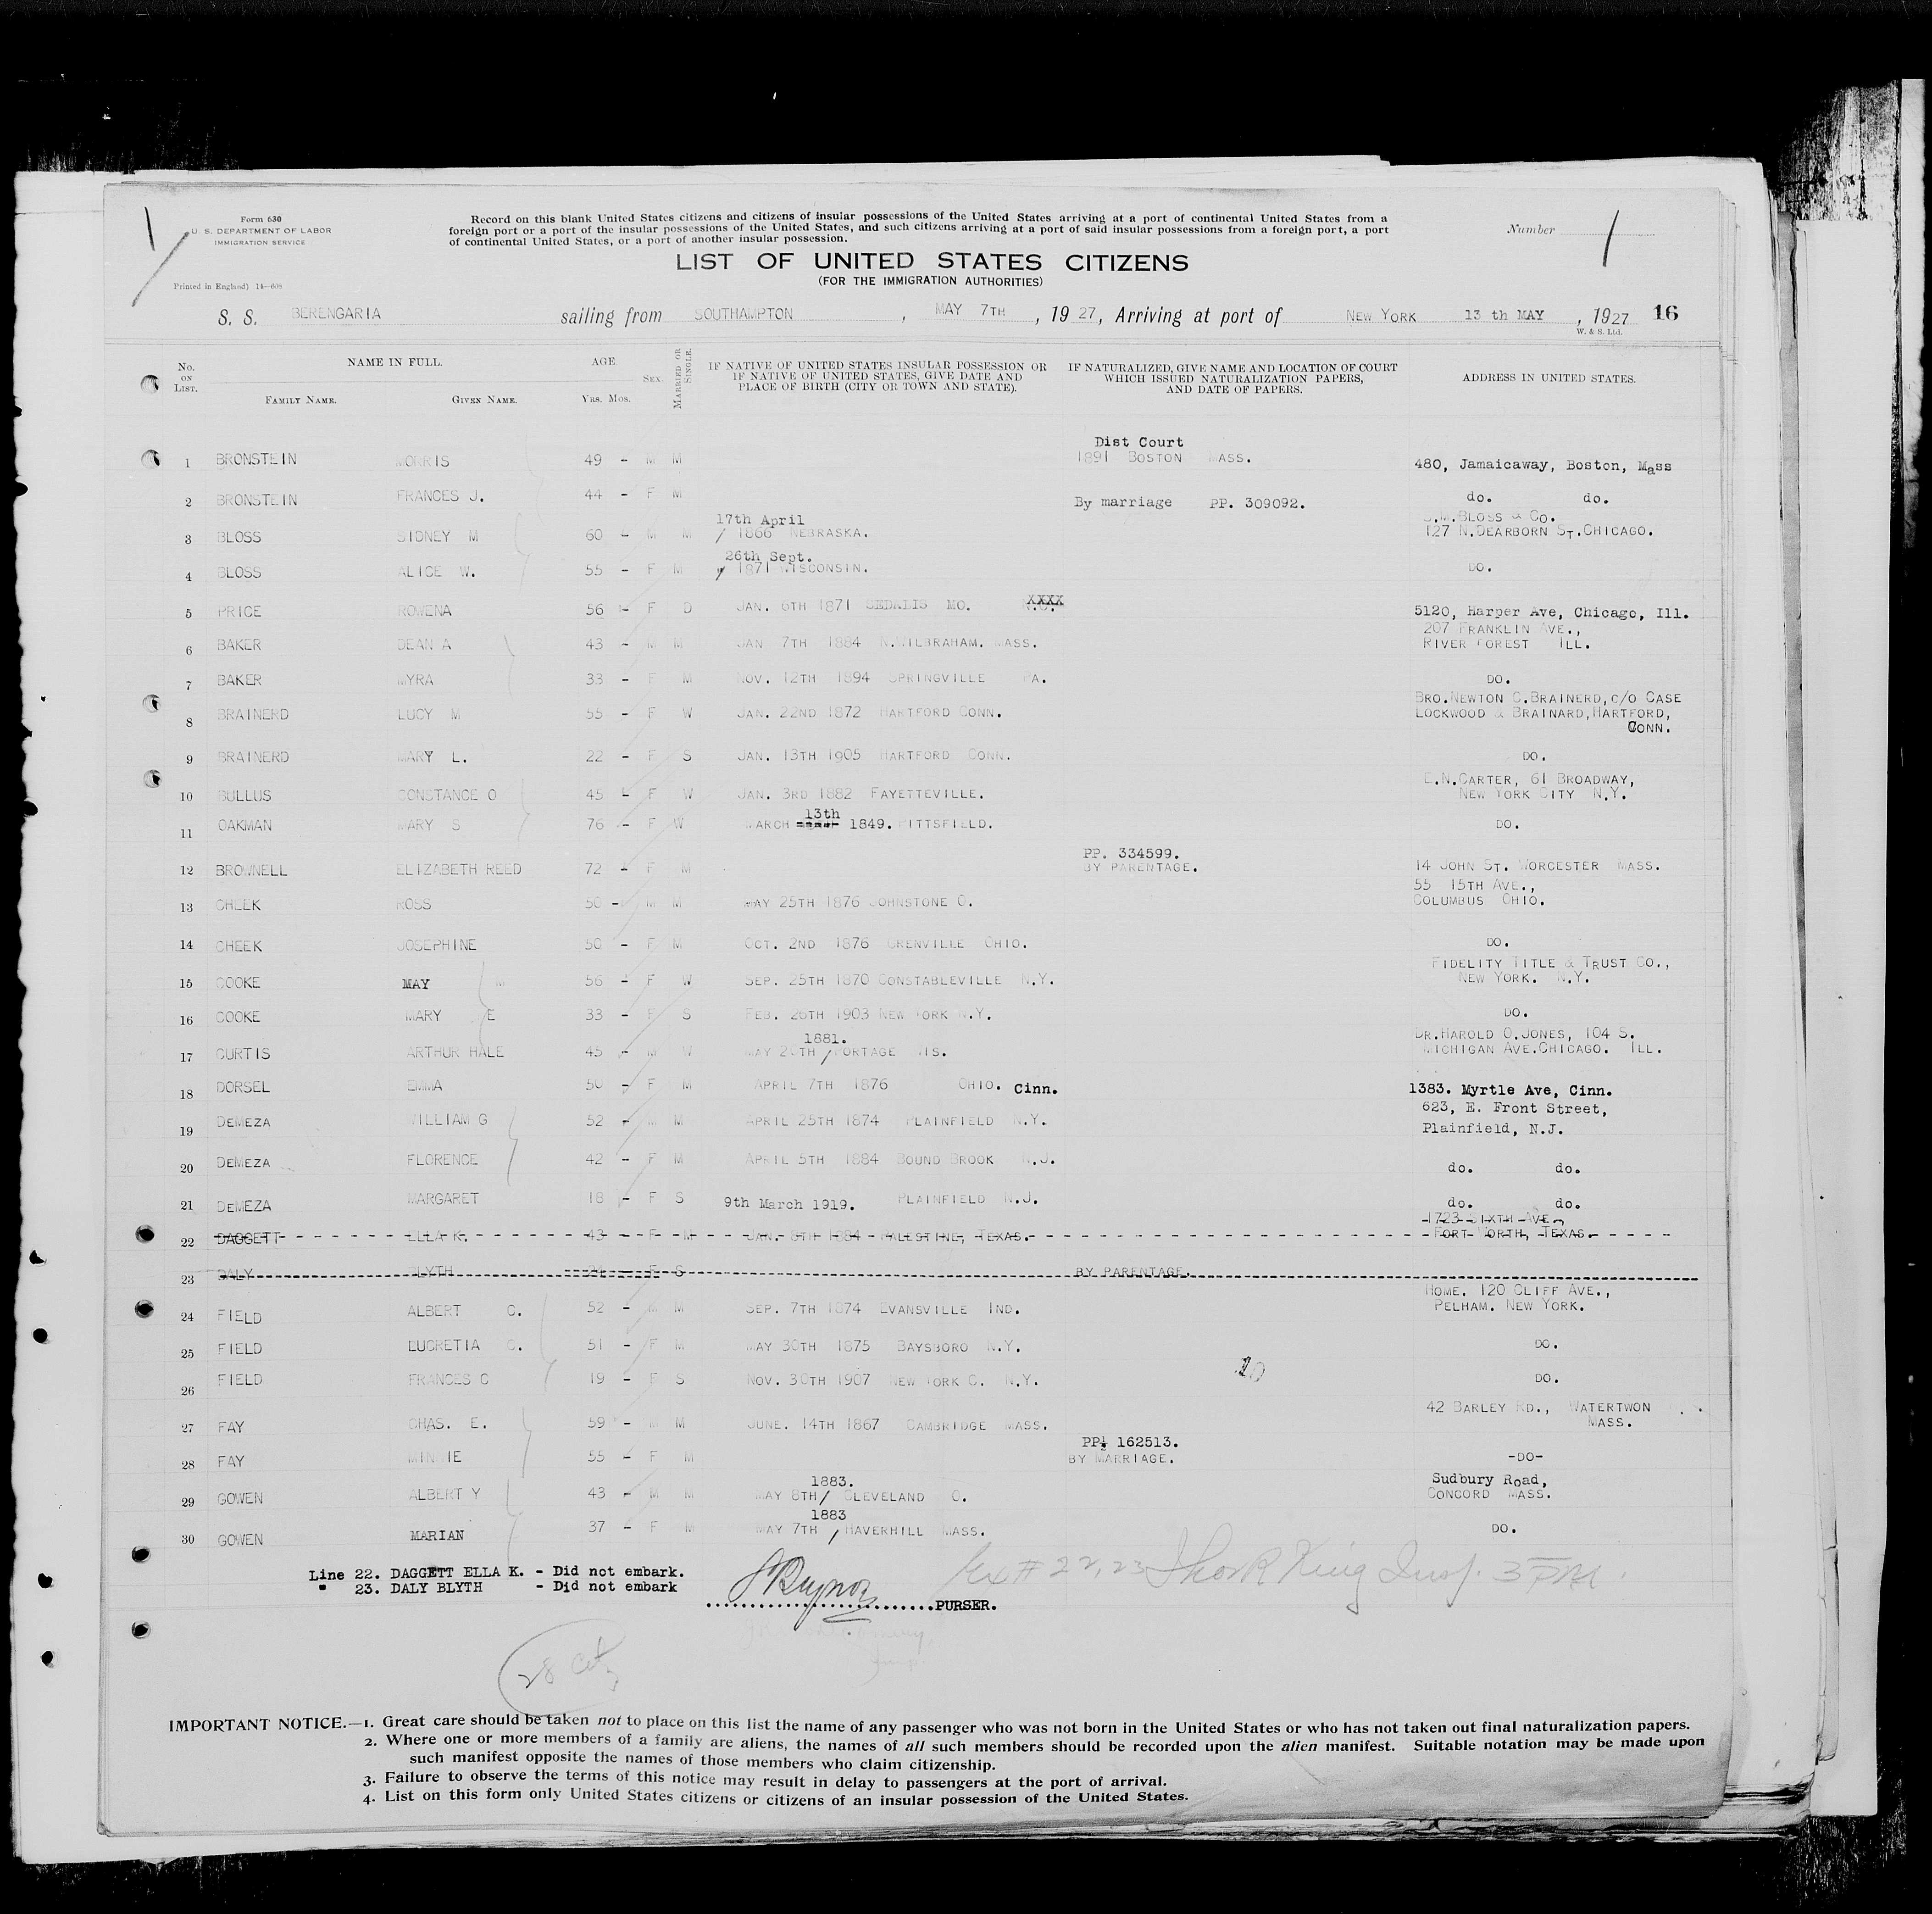 Form 630
U. S. DEPARTMENT OF LABOR
IMMIGRATION SERVICE
Printed in England) 14—608
Record on this blank United States citizens and citizens of insular possessions of the United States arriving at a port of continental United States from a
foreign port or a port of the insular possessions of the United States, and such citizens arriving at a port of said insular possessions from a foreign port, a port
of continental United States, or a port of another insular possession.
Number 1
LIST OF UNITED STATES CITIZENS
(FOR THE IMMIGRATION AUTHORITIES)
S. S. BERENGARIA sailing from SOUTHAMPTON, MAY 7TH, 1927, Arriving at port of NEW YORK 13 th MAY, 1927 16
W. & S. Ltd.
No. ON LIST. NAME IN FULL. FAMILY NAME. GIVEN NAME. AGE YRS. MOS. SEX. MARRIED OR SINGLE. IF NATIVE OF UNITED STATES INSULAR POSSESSION OR IF NATIVE OF UNITED STATES, GIVE DATE AND PLACE OF BIRTH (CITY OR TOWN AND STATE). IF NATURALIZED, GIVE NAME AND LOCATION OF COURT WHICH ISSUED NATURALIZATION PAPERS, AND DATE OF PAPERS. ADDRESS IN UNITED STATES.
Dist Court
1 BRONSTEIN MORRIS 49 - M M 1891 BOSTON MASS. 480, Jamaicaway, Boston, Mass
2 BRONSTEIN FRANCES J. 44 - F M By marriage PP. 309092. do. do.
17th April S.M.BLOSS & CO.
3 BLOSS SIDNEY M 60 - M M / 1866 NEBRASKA. 127 N.DEARBORN ST.CHICAGO.
26th Sept.
4 BLOSS ALICE W. 55 - F M / 1871 WISCONSIN. DO.
5 PRICE ROWENA 56 - F D JAN. 6TH 1871 SEDALIS MO. XXXX 5120, Harper Ave, Chicago, Ill.
207 FRANKLIN AVE.,
6 BAKER DEAN A 43 - M M JAN 7TH 1884 N.WILBRAHAM. MASS. RIVER FOREST ILL.
7 BAKER MYRA 33 - F M NOV. 12TH 1894 SPRINGVILLE PA. DO.
BRO.NEWTON C.BRAINERD,C/O CASE
8 BRAINERD LUCY M 55 - F W JAN. 22ND 1872 HARTFORD CONN. LOCKWOOD & BRAINARD,HARTFORD,
CONN.
9 BRAINERD MARY L. 22 - F S JAN. 13TH 1905 HARTFORD CONN. DO.
E.N.CARTER, 61 BROADWAY,
10 BULLUS CONSTANCE O 45 - F W JAN. 3RD 1882 FAYETTEVILLE. NEW YORK CITY N.Y.
13th
11 OAKMAN MARY S 76 - F W MARCH 1849. PITTSFIELD. DO.
PP. 334599.
12 BROWNELL ELIZABETH REED 72 - F M BY PARENTAGE. 14 JOHN ST. WORCESTER MASS.
55 15TH AVE.,
13 CHEEK ROSS 50 - M M MAY 25TH 1876 JOHNSTONE O. COLUMBUS OHIO.
14 CHEEK JOSEPHINE 50 - F M OCT. 2ND 1876 GRENVILLE OHIO. DO.
FIDELITY TITLE & TRUST CO.,
15 COOKE MAY 56 - F W SEP. 25TH 1870 CONSTABLEVILLE N.Y. NEW YORK. N.Y.
16 COOKE MARY E 33 - F S FEB. 26TH 1903 NEW YORK N.Y. DO.
1881. DR.HAROLD O.JONES, 104 S.
17 CURTIS ARTHUR HALE 45 - M W MAY 26TH / PORTAGE WIS. MICHIGAN AVE.CHICAGO. ILL.
18 DORSEL EMMA 50 - F M APRIL 7TH 1876 OHIO. Cinn. 1383. Myrtle Ave, Cinn.
623, E. Front Street,
19 DEMEZA WILLIAM G 52 - M M APRIL 25TH 1874 PLAINFIELD N.Y. Plainfield, N.J.
20 DEMEZA FLORENCE 42 - F M APRIL 5TH 1884 BOUND BROOK N.J. do. do.
21 DEMEZA MARGARET 18 - F S 9th March 1919. PLAINFIELD N.J. do. do.
1723 SIXTH AVE.,
22 DAGGETT ELLA K. 43 - F M JAN. 8TH 1884 PALESTINE, TEXAS. FORT WORTH, TEXAS.
23 DALY BLYTH F S BY PARENTAGE.
HOME. 120 CLIFF AVE.,
24 FIELD ALBERT C. 52 - M M SEP. 7TH 1874 EVANSVILLE IND. PELHAM. NEW YORK.
25 FIELD LUCRETIA C. 51 - F M MAY 30TH 1875 BAYSBORO N.Y. DO.
26 FIELD FRANCES C 19 - F S NOV. 30TH 1907 NEW YORK C. N.Y. DO.
27 FAY CHAS. E. 59 - M M JUNE. 14TH 1867 CAMBRIDGE MASS. 42 BARLEY RD., WATERTWON
MASS.
PP. 162513.
28 FAY MINNIE 55 - F M BY MARRIAGE. -DO-
1883. Sudbury Road,
29 GOWEN ALBERT Y 43 - M M MAY 8TH/ CLEVELAND O. CONCORD MASS.
1883
30 GOWEN MARIAN 37 - F M MAY 7TH / HAVERHILL MASS. DO.
Line 22. DAGGETT ELLA K. - Did not embark.
" 23. DALY BLYTH - Did not embark
PURSER.
Ex # 22,23 King Insp. 3 PM.
28 Cit
IMPORTANT NOTICE.—1. Great care should be taken not to place on this list the name of any passenger who was not born in the United States or who has not taken out final naturalization papers.
2. Where one or more members of a family are aliens, the names of all such members should be recorded upon the alien manifest. Suitable notation may be made upon
such manifest opposite the names of those members who claim citizenship.
3. Failure to observe the terms of this notice may result in delay to passengers at the port of arrival.
4. List on this form only United States citizens or citizens of an insular possession of the United States.